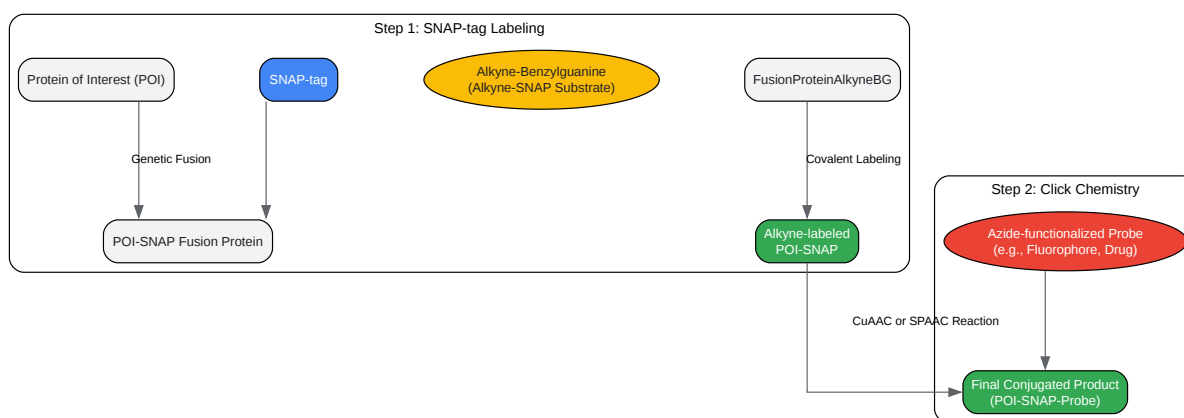 Step 1: SNAP-tag Labeling
Protein of Interest (POI)
SNAP-tag
Alkyne-Benzylguanine
(Alkyne-SNAP Substrate)
FusionProteinAlkyneBG
Genetic Fusion
Covalent Labeling
POI-SNAP Fusion Protein
Alkyne-labeled
POI-SNAP
Step 2: Click Chemistry
Azide-functionalized Probe
(e.g., Fluorophore, Drug)
CuAAC or SPAAC Reaction
Final Conjugated Product
(POI-SNAP-Probe)